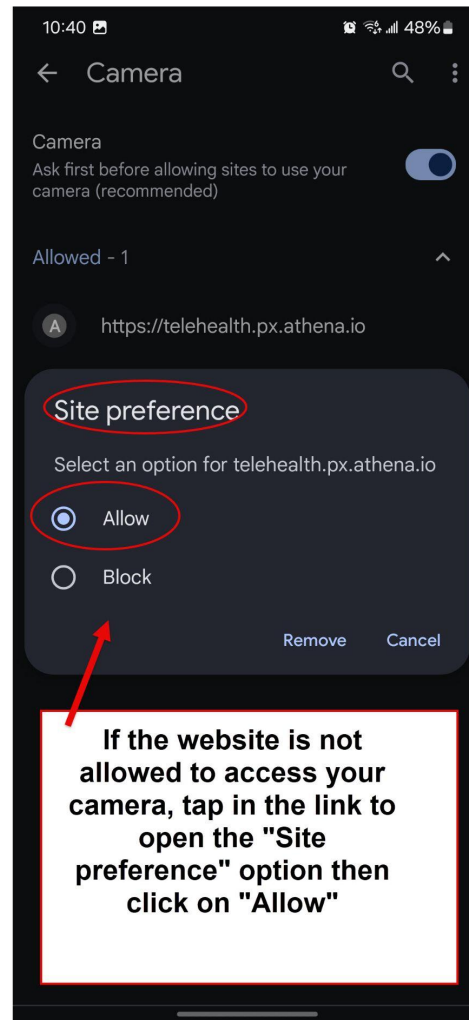 10:40
48%
Camera
Camera
Ask first before allowing sites to use your
camera (recommended)
Allowed - 1
A
https://telehealth.px.athena.io
Site preference
Select an option for telehealth.px.athena.io
Allow
Block
Remove Cancel
If the website is not
allowed to access your
camera, tap in the link to
open the "Site
preference" option then
click on "Allow"